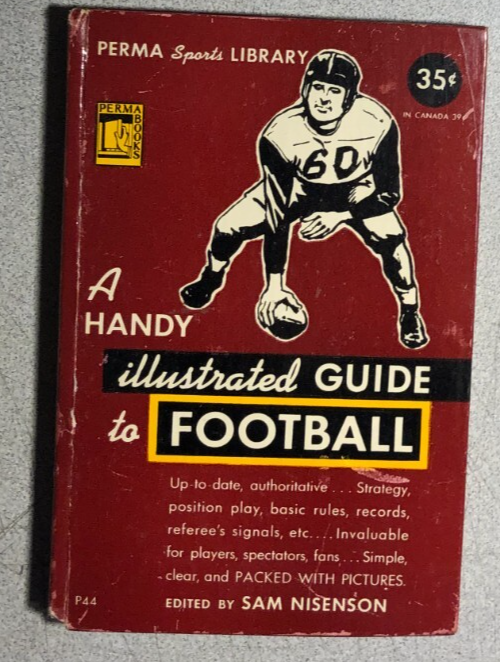 PERMA Sports LIBRARY
35¢
IN CANADA 39
PERMA
BOOKS
60
A
HANDY
illustrated GUIDE
to FOOTBALL
Up-to-date, authoritative ... Strategy,
position play, basic rules, records,
referee's signals, etc.... Invaluable
for players, spectators, fans ... Simple,
clear, and PACKED WITH PICTURES.
P44
EDITED BY SAM NISENSON